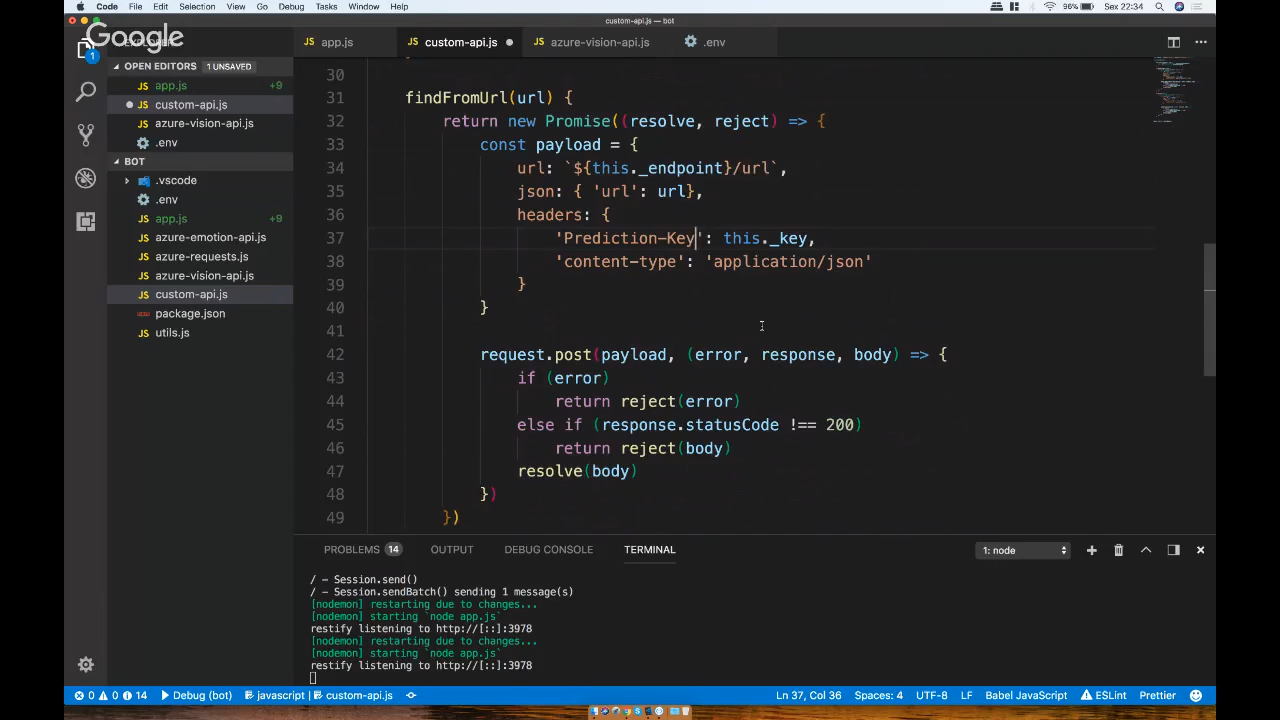 Code File Edit Selection View Go Debug Tasks Window Help 96% Sex 22:34
custom-api.js — bot
Google
app.js custom-api.js azure-vision-api.js .env
1
OPEN EDITORS 1 UNSAVED
JS app.js +9
JS custom-api.js
JS azure-vision-api.js
.env
BOT
.vscode
.env
JS app.js +9
JS azure-emotion-api.js
JS azure-requests.js
JS azure-vision-api.js
JS custom-api.js
package.json
JS utils.js
30
31 findFromUrl(url) {
32 return new Promise((resolve, reject) => {
33 const payload = {
34 url: `${this._endpoint}/url`,
35 json: { 'url': url},
36 headers: {
37 'Prediction-Key': this._key,
38 'content-type': 'application/json'
39 }
40 }
41
42 request.post(payload, (error, response, body) => {
43 if (error)
44 return reject(error)
45 else if (response.statusCode !== 200)
46 return reject(body)
47 resolve(body)
48 })
49 })
PROBLEMS 14 OUTPUT DEBUG CONSOLE TERMINAL 1: node
/ - Session.send()
/ - Session.sendBatch() sending 1 message(s)
[nodemon] restarting due to changes...
[nodemon] starting `node app.js`
restify listening to http://[::]:3978
[nodemon] restarting due to changes...
[nodemon] starting `node app.js`
restify listening to http://[::]:3978
0 0 14 Debug (bot) javascript | custom-api.js Ln 37, Col 36 Spaces: 4 UTF-8 LF Babel JavaScript ESLint Prettier